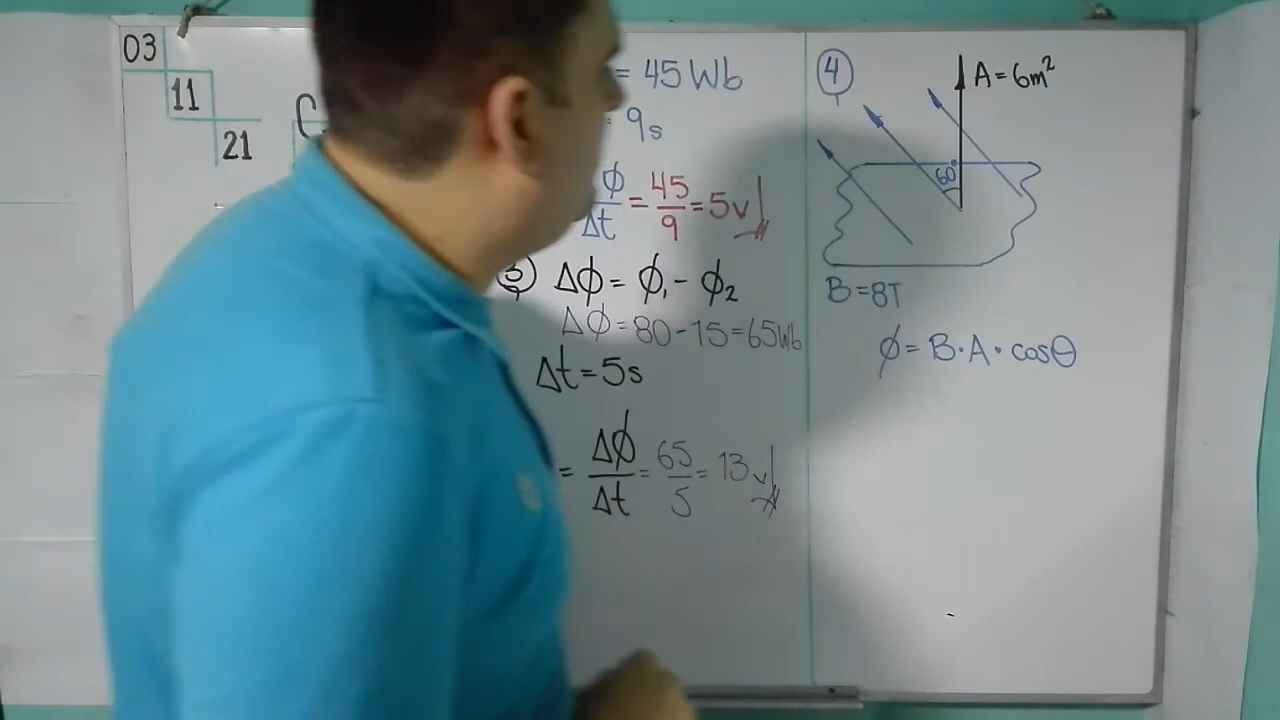 03
11
21
C
= 45 Wb
= 9s
ϕ/Δt = 45/9 = 5v
③ Δϕ = ϕ₁ - ϕ₂
Δϕ = 80 - 15 = 65Wb
Δt = 5s
= Δϕ/Δt = 65/5 = 13v
④
A = 6m²
60°
B = 8T
ϕ = B·A·cosθ